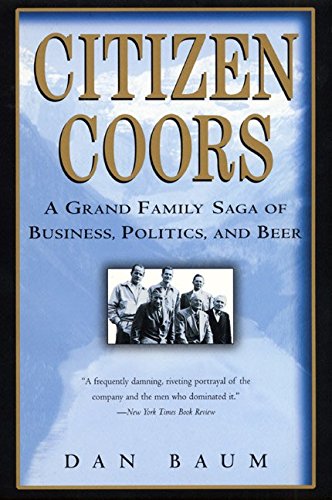 CITIZEN
COORS
A GRAND FAMILY SAGA OF
BUSINESS, POLITICS, AND BEER
"A frequently damning, riveting portrayal of the
company and the men who dominated it."
—New York Times Book Review
DAN BAUM